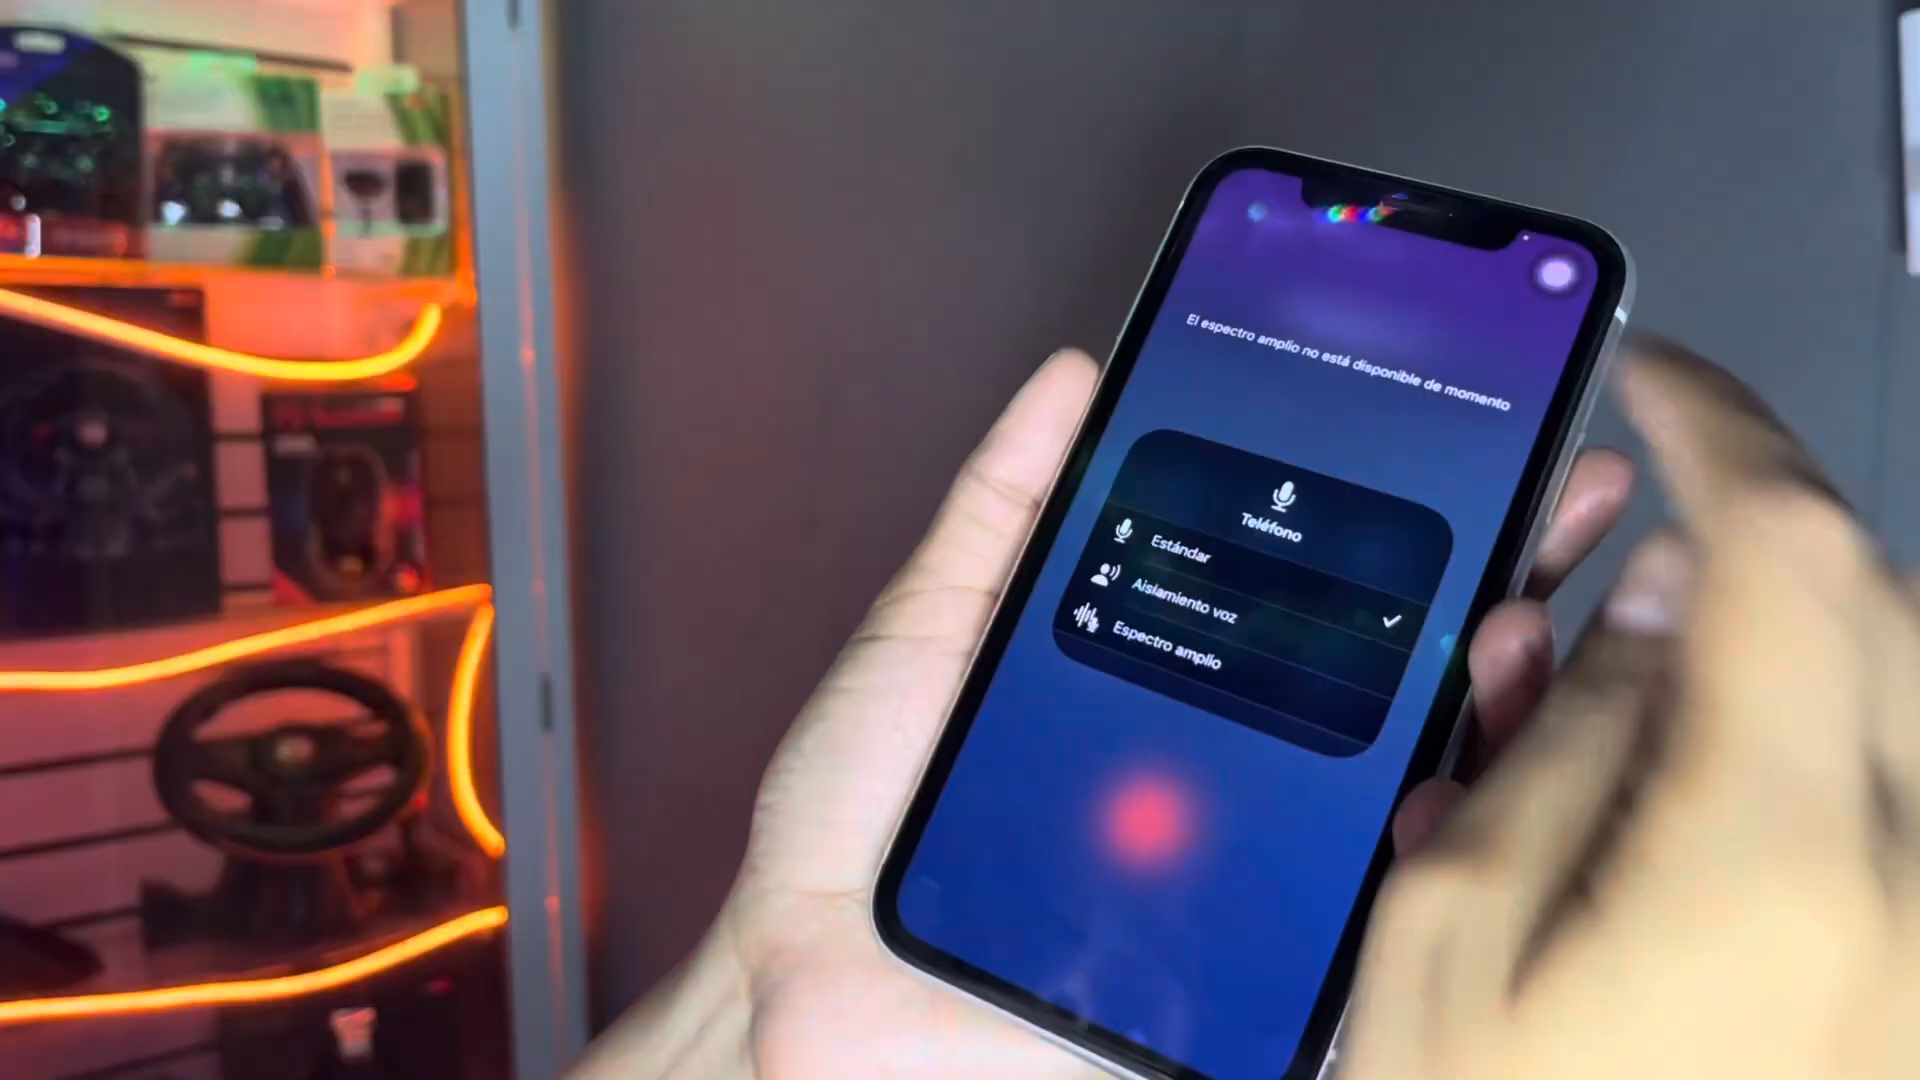 El espectro amplio no está disponible de momento
Teléfono
Estándar
Aislamiento voz
Espectro amplio